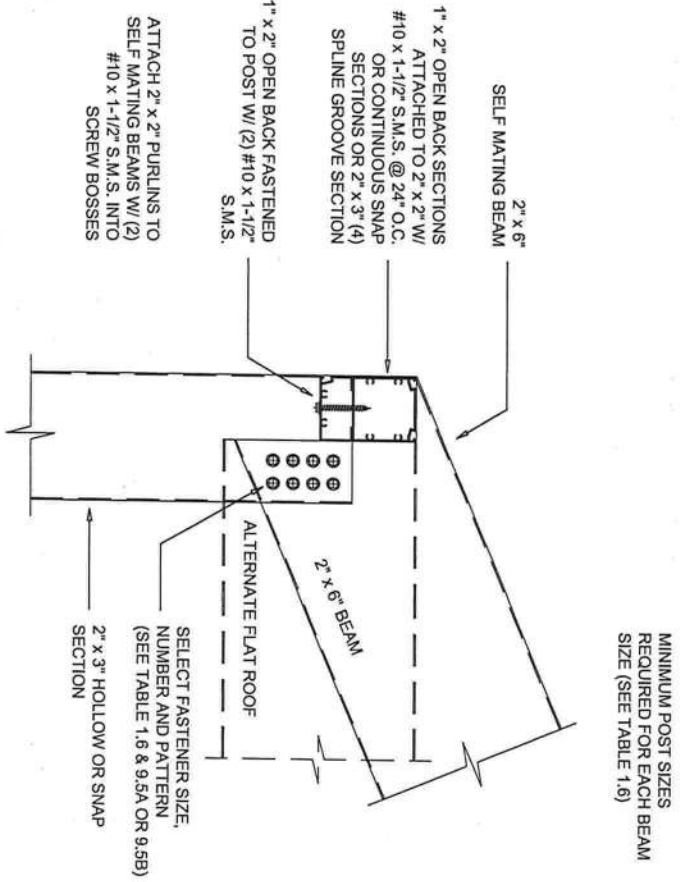 2" x 6"
SELF MATING BEAM
MINIMUM POST SIZES
REQUIRED FOR EACH BEAM
SIZE (SEE TABLE 1.6)
1" x 2" OPEN BACK SECTIONS
ATTACHED TO 2" x 2" W/
#10 x 1-1/2" S.M.S. @ 24" O.C.
OR CONTINUOUS SNAP
SECTIONS OR 2" x 3" (4)
SPLINE GROOVE SECTION
2" x 6" BEAM
1" x 2" OPEN BACK FASTENED
TO POST W/ (2) #10 x 1-1/2"
S.M.S.
ALTERNATE FLAT ROOF
ATTACH 2" x 2" PURLINS TO
SELF MATING BEAMS W/ (2)
#10 x 1-1/2" S.M.S. INTO
SCREW BOSSES
SELECT FASTENER SIZE,
NUMBER AND PATTERN
(SEE TABLE 1.6 & 9.5A OR 9.5B)
2" x 3" HOLLOW OR SNAP
SECTION